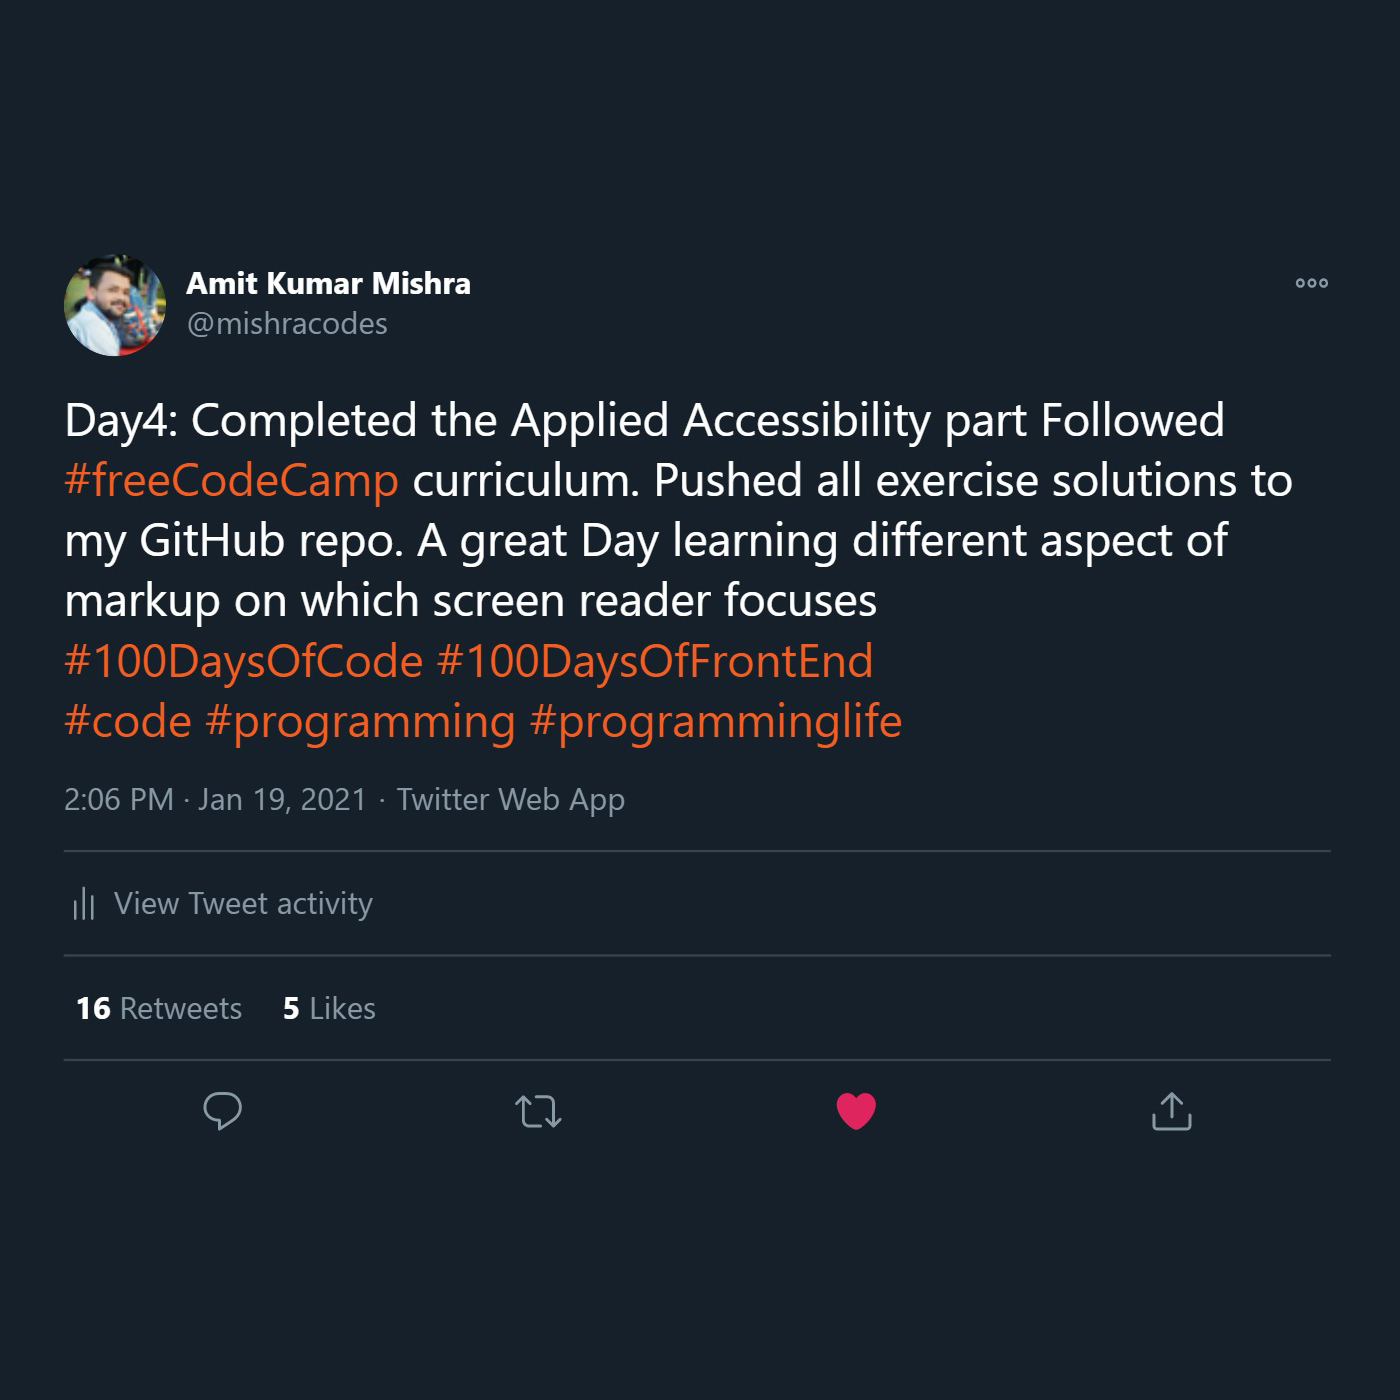 Amit Kumar Mishra
@mishracodes
Day4: Completed the Applied Accessibility part Followed
#freeCodeCamp curriculum. Pushed all exercise solutions to
my GitHub repo. A great Day learning different aspect of
markup on which screen reader focuses
#100DaysOfCode #100DaysOfFrontEnd
#code #programming #programminglife
2:06 PM · Jan 19, 2021 · Twitter Web App
View Tweet activity
16 Retweets 5 Likes